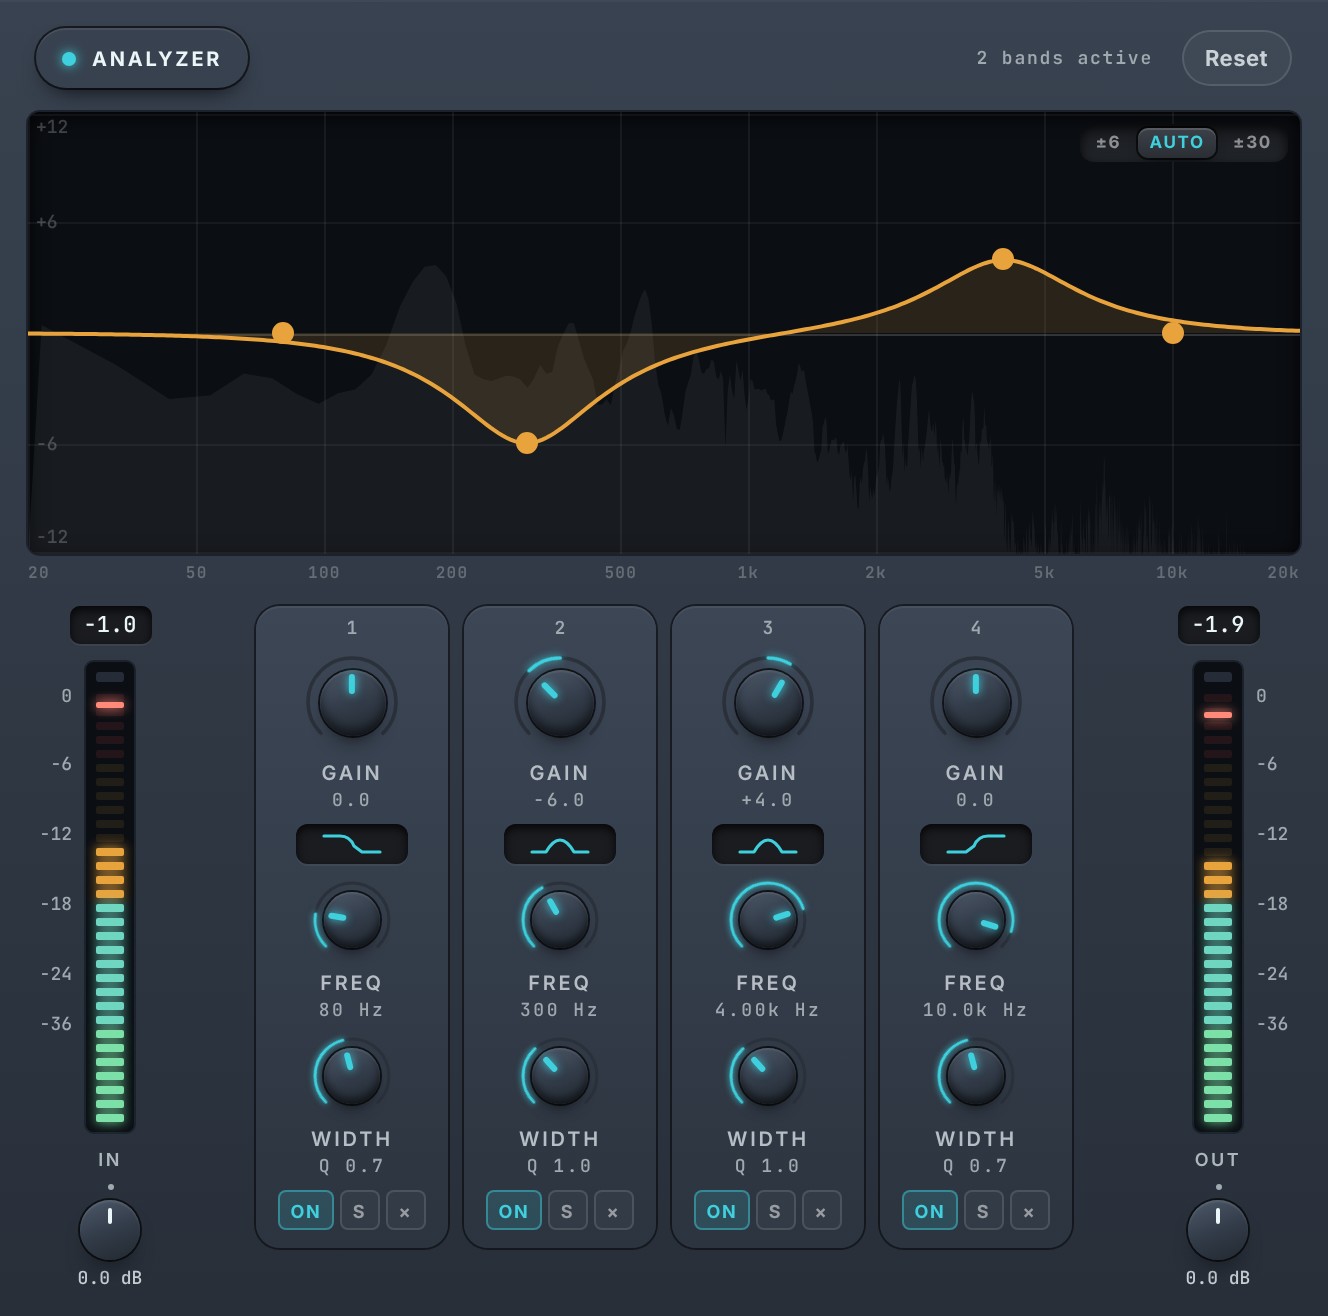 ANALYZER
2 bands active
Reset
+12
±6 AUTO ±30
+6
-6
-12
20 50 100 200 500 1k 2k 5k 10k 20k
-1.0
0
-6
-12
-18
-24
-36
IN
0.0 dB
1
GAIN
0.0
FREQ
80 Hz
WIDTH
Q 0.7
ON S ×
2
GAIN
-6.0
FREQ
300 Hz
WIDTH
Q 1.0
ON S ×
3
GAIN
+4.0
FREQ
4.00k Hz
WIDTH
Q 1.0
ON S ×
4
GAIN
0.0
FREQ
10.0k Hz
WIDTH
Q 0.7
ON S ×
-1.9
0
-6
-12
-18
-24
-36
OUT
0.0 dB